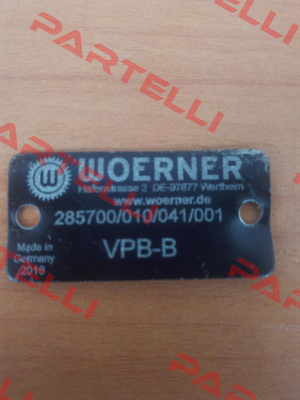 PARTELLI
WOERNER
Hafenstrasse 2 DE-97877 Wertheim
www.woerner.de
285700/010/041/001
Made in
Germany
2016
VPB-B
PARTELLI
PARTELLI